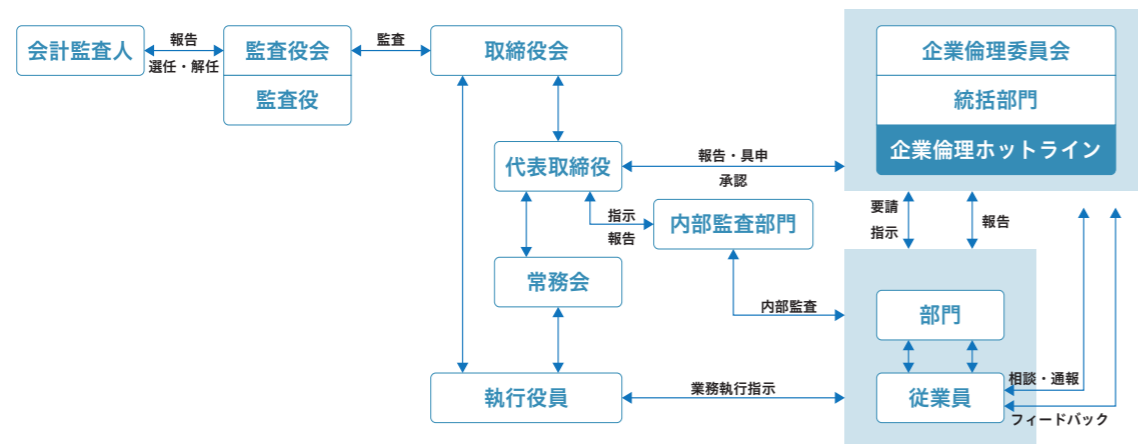 会計監査人
報告
選任・解任
監査役会
監査役
監査
取締役会
企業倫理委員会
統括部門
企業倫理ホットライン
代表取締役
報告・具申
承認
指示
報告
内部監査部門
要請
指示
報告
常務会
内部監査
部門
執行役員
業務執行指示
従業員
相談・通報
フィードバック